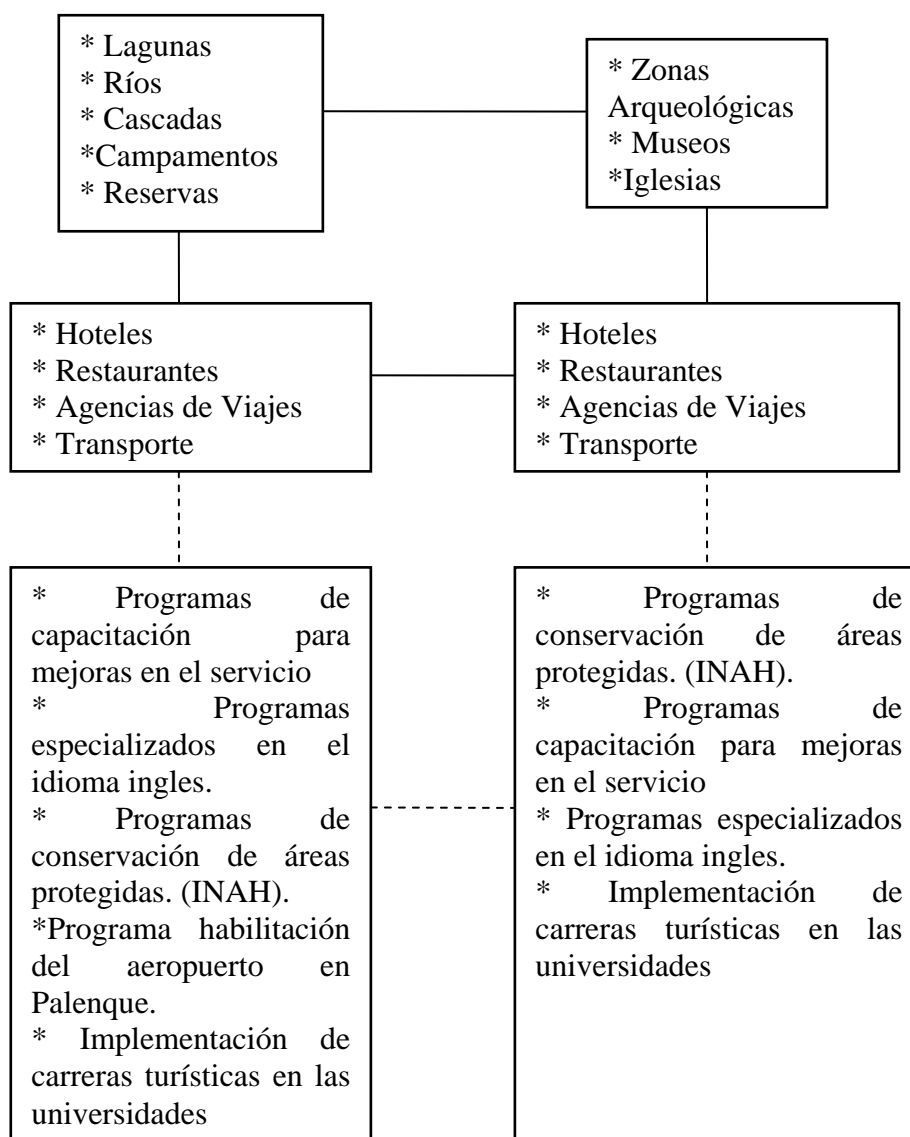 * Lagunas
* Ríos
* Cascadas
*Campamentos
* Reservas
* Zonas
Arqueológicas
* Museos
*Iglesias
* Hoteles
* Restaurantes
* Agencias de Viajes
* Transporte
* Hoteles
* Restaurantes
* Agencias de Viajes
* Transporte
* Programas de
capacitación para
mejoras en el servicio
* Programas
especializados en el
idioma ingles.
* Programas de
conservación de áreas
protegidas. (INAH).
*Programa habilitación
del aeropuerto en
Palenque.
* Implementación de
carreras turísticas en las
universidades
* Programas de
conservación de áreas
protegidas. (INAH).
* Programas de
capacitación para mejoras
en el servicio
* Programas especializados
en el idioma ingles.
* Implementación de
carreras turísticas en las
universidades